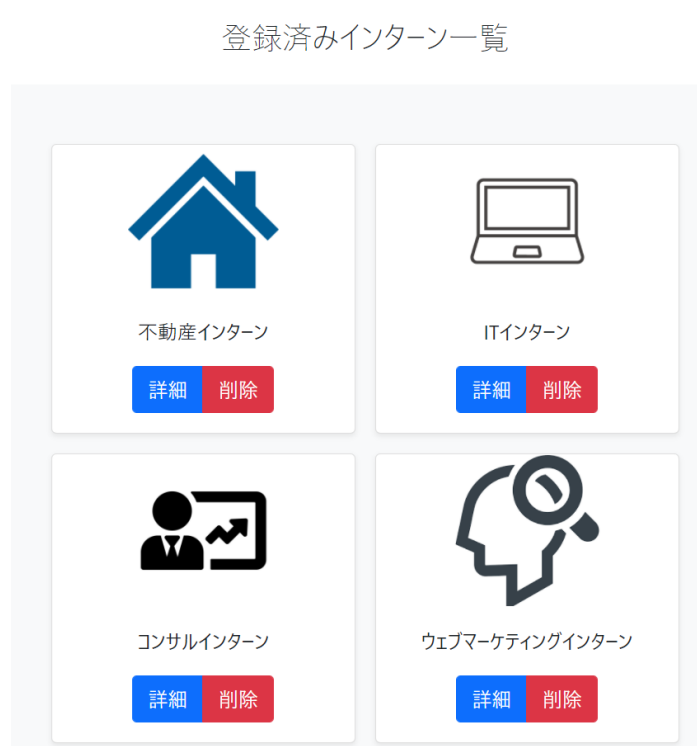 登録済みインターン一覧
不動産インターン
詳細 削除
ITインターン
詳細 削除
コンサルインターン
詳細 削除
ウェブマーケティングインターン
詳細 削除